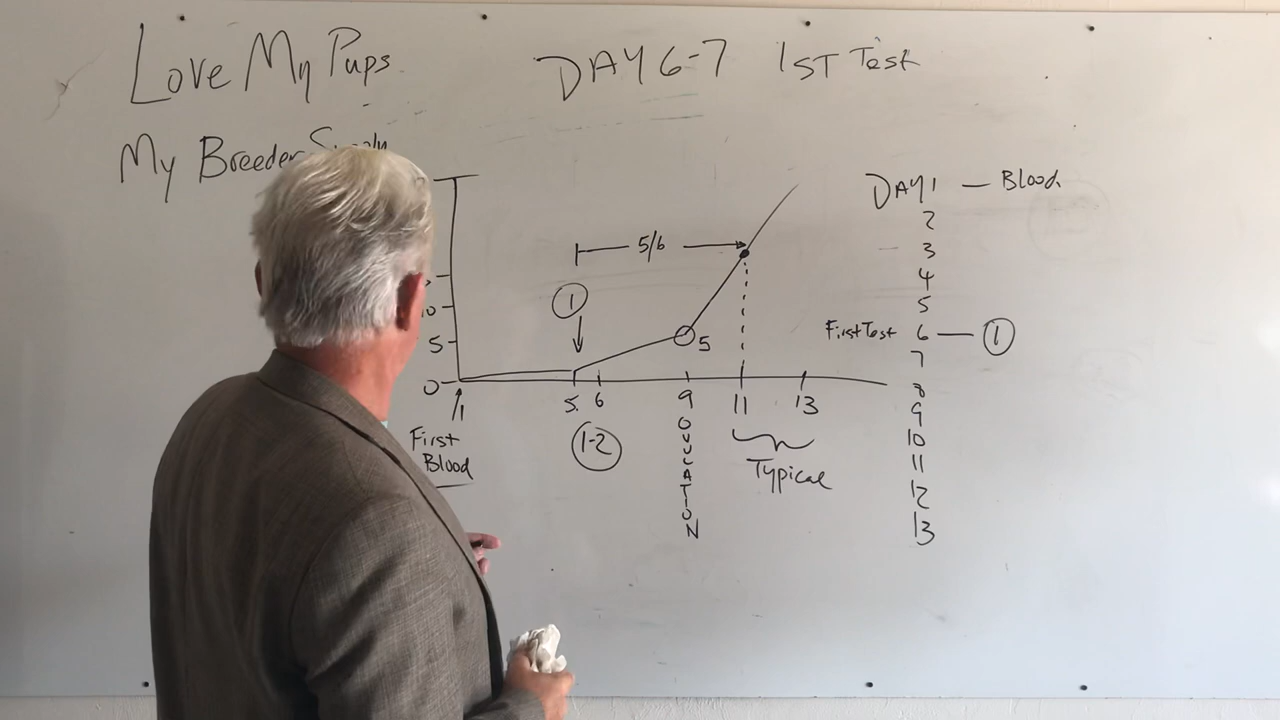 Love My Pups
DAY 6-7 1ST Test
My Breeder Supply
DAY 1 — Blood.
2
3
4
5
First Test 6 — 1
7
8
9
10
11
12
13
5/6
1
10
5
0
5
1
5. 6 9 11 13
First
Blood
1-2
OVULATION
Typical